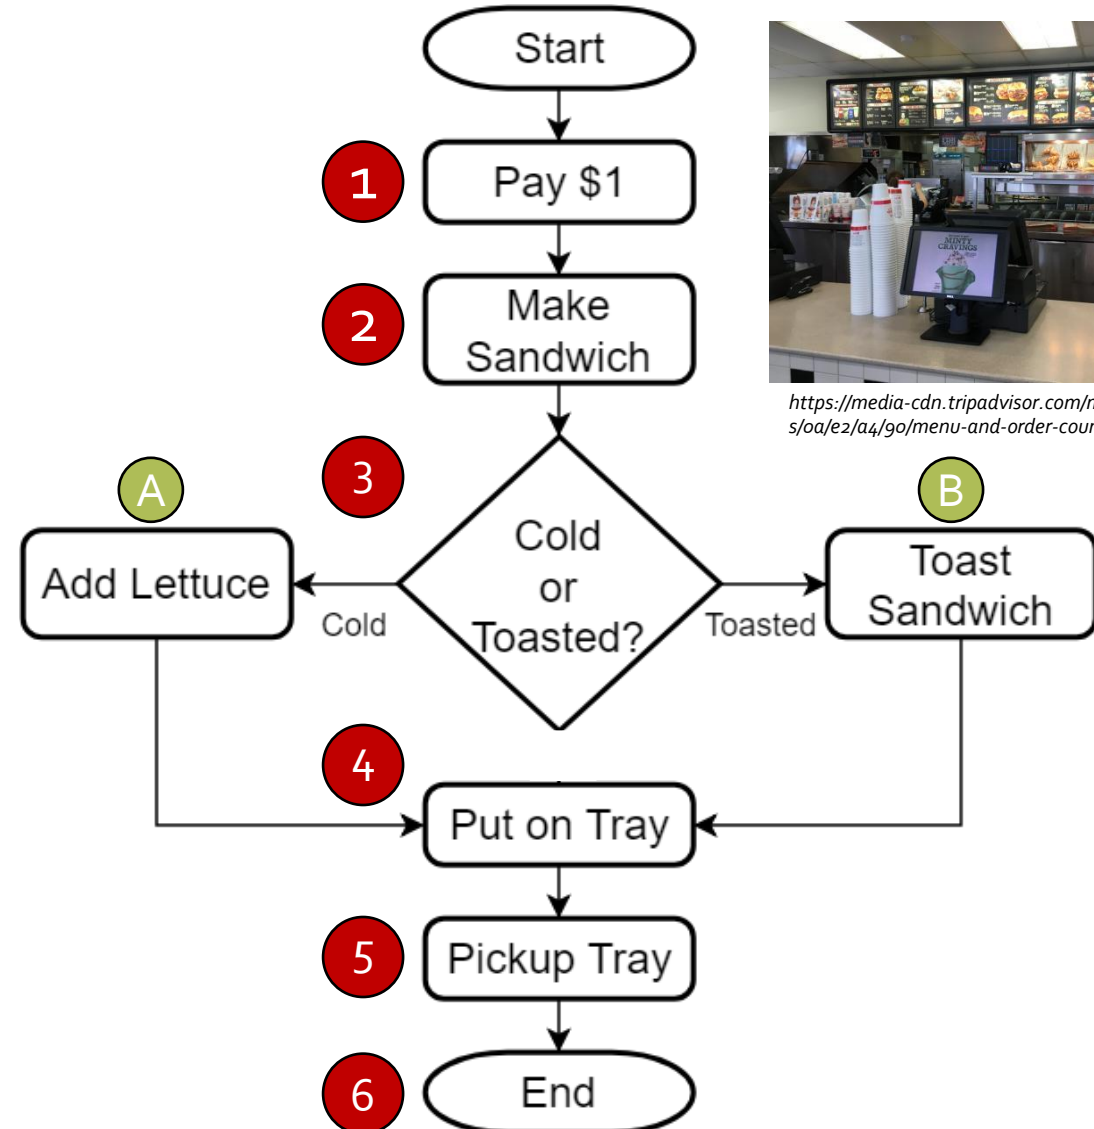 Start
1
Pay $1
2
Make
Sandwich
MINTY
CRAVINGS
https://media-cdn.tripadvisor.com/
s/0a/e2/a4/90/menu-and-order-cour
3
Cold
or
Toasted?
A
Add Lettuce
Cold
B
Toast
Sandwich
Toasted
4
Put on Tray
5
Pickup Tray
6
End